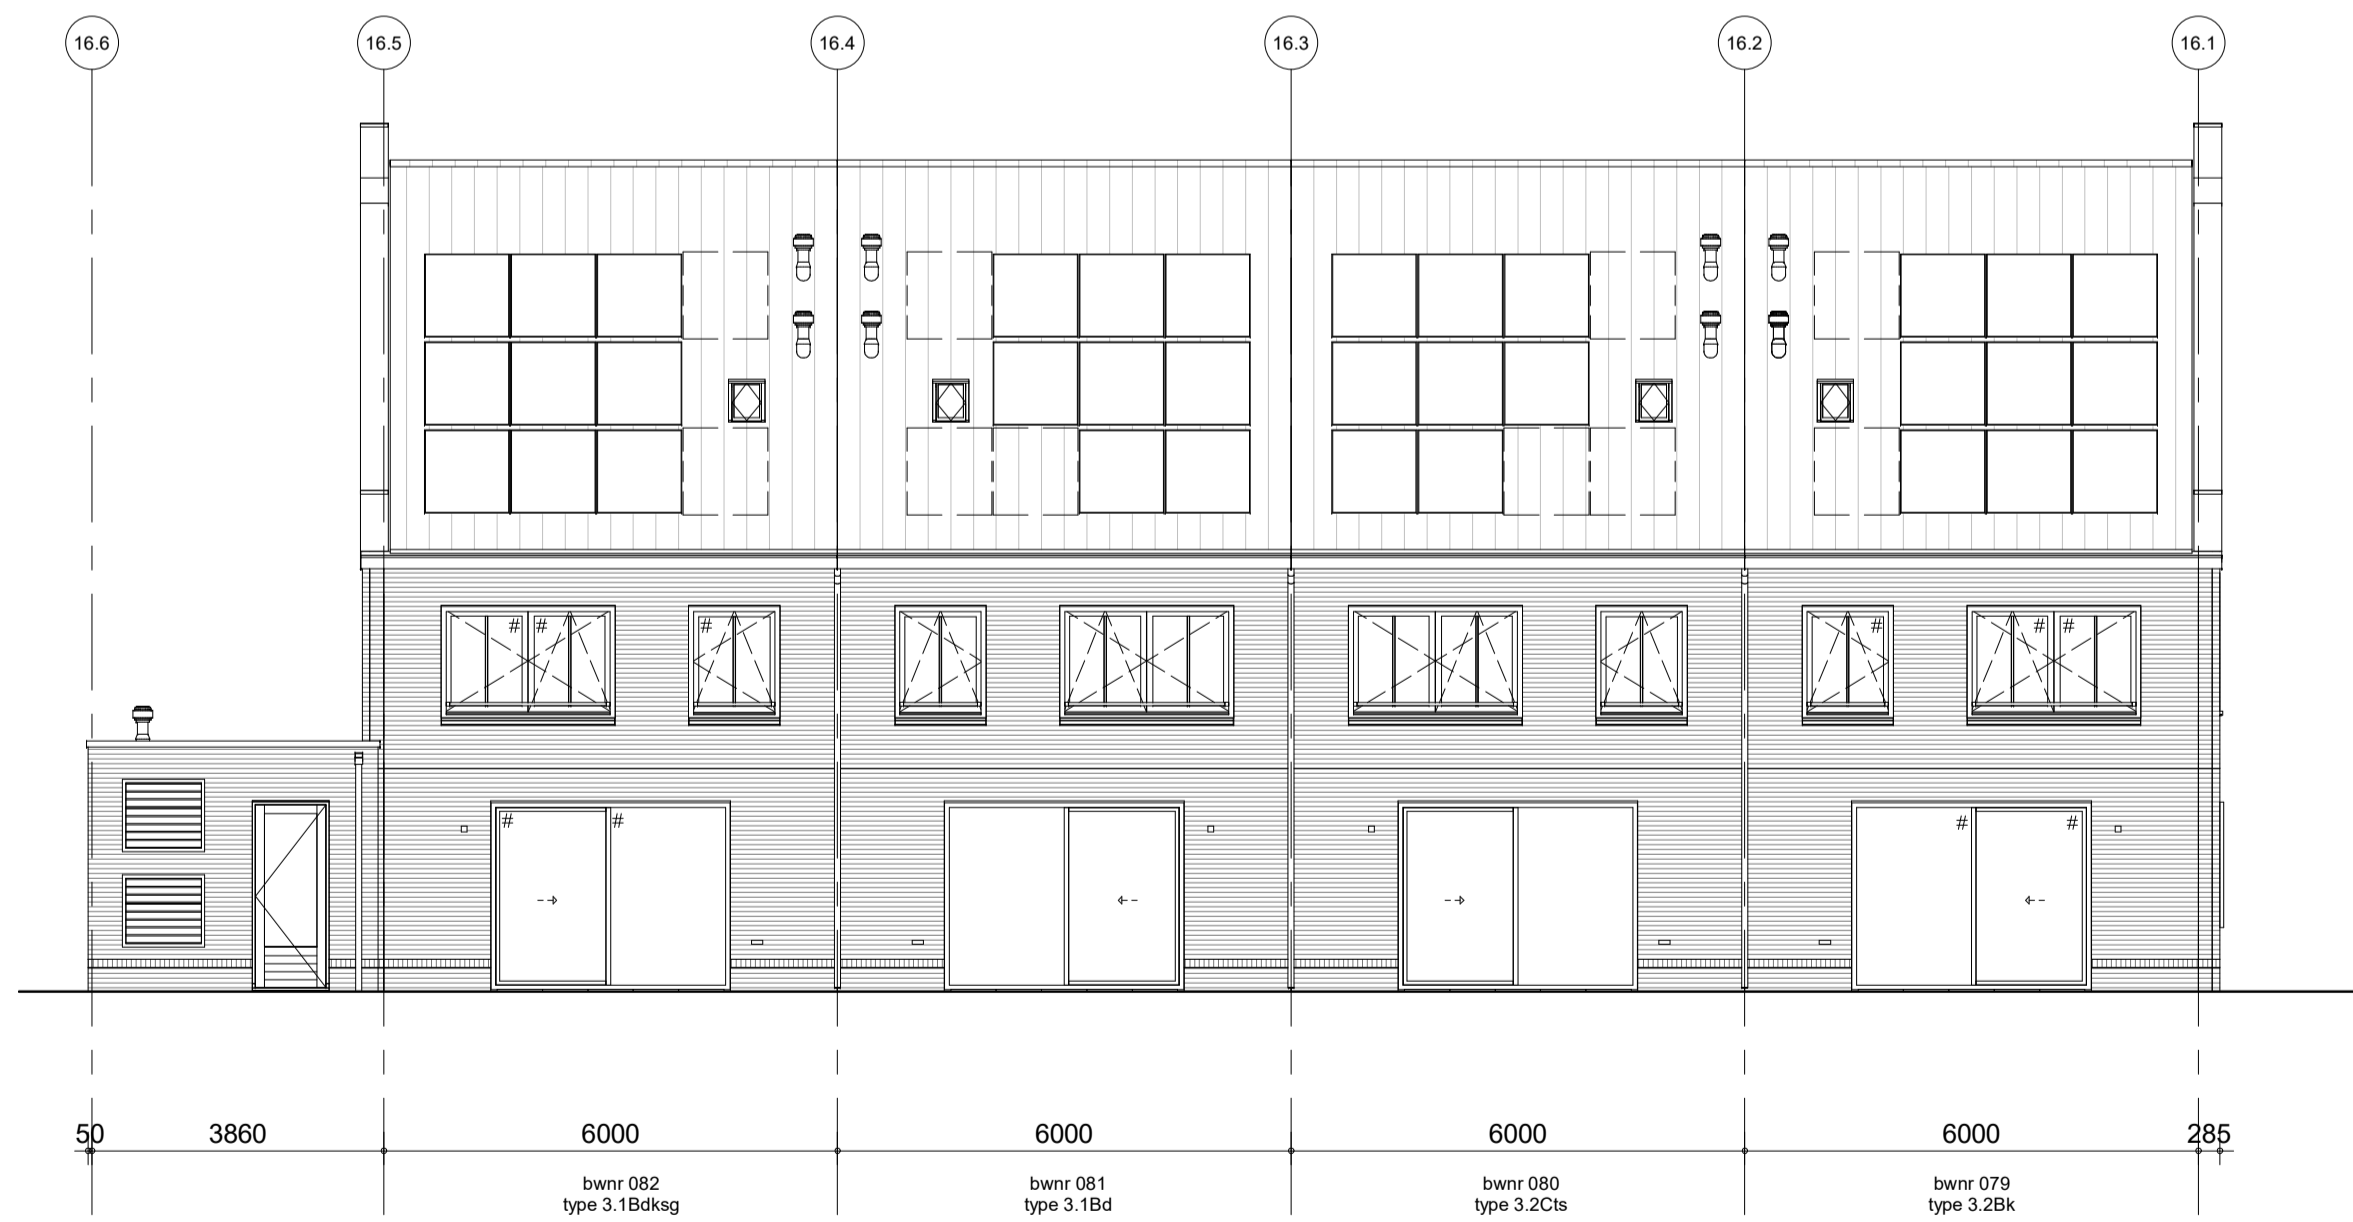 16.6 16.5 16.4 16.3 16.2 16.1
# # # # # #
# # # #
50 3860 6000 6000 6000 6000 285
bwnr 082 bwnr 081 bwnr 080 bwnr 079
type 3.1Bdksg type 3.1Bd type 3.2Cts type 3.2Bk